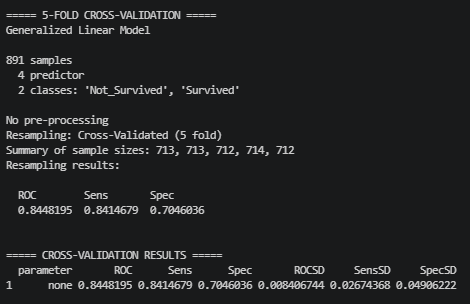 ===== 5-FOLD CROSS-VALIDATION =====
Generalized Linear Model
891 samples
4 predictor
2 classes: 'Not_Survived', 'Survived'
No pre-processing
Resampling: Cross-Validated (5 fold)
Summary of sample sizes: 713, 713, 712, 714, 712
Resampling results:
ROC Sens Spec
0.8448195 0.8414679 0.7046036
===== CROSS-VALIDATION RESULTS =====
parameter ROC Sens Spec ROCSD SensSD SpecSD
1 none 0.8448195 0.8414679 0.7046036 0.008406744 0.02674368 0.04906222